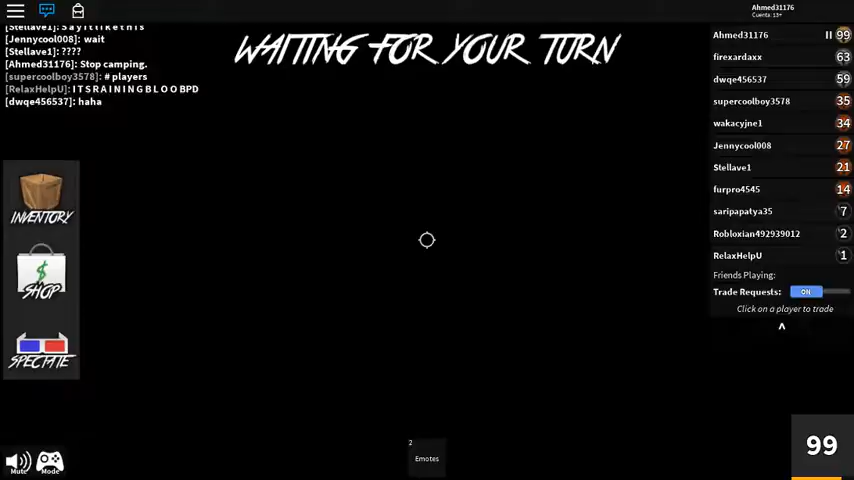 Ahmed31176
Cuenta: 13+
[Stellave1]: S a y i t l i k e t h i s
[Jennycool008]: wait
[Stellave1]: ????
[Ahmed31176]: Stop camping.
[supercoolboy3578]: # players
[RelaxHelpU]: I T S R A I N I N G B L O O BPD
[dwqe456537]: haha
WAITING FOR YOUR TURN
Ahmed31176 99
firexardaxx 63
dwqe456537 59
supercoolboy3578 35
wakacyjne1 34
Jennycool008 27
Stellave1 21
furpro4545 14
saripapatya35 7
Robloxian492939012 2
RelaxHelpU 1
Friends Playing:
Trade Requests: ON
Click on a player to trade
INVENTORY
$
SHOP
SPECTATE
Mute
Mode
2
Emotes
99